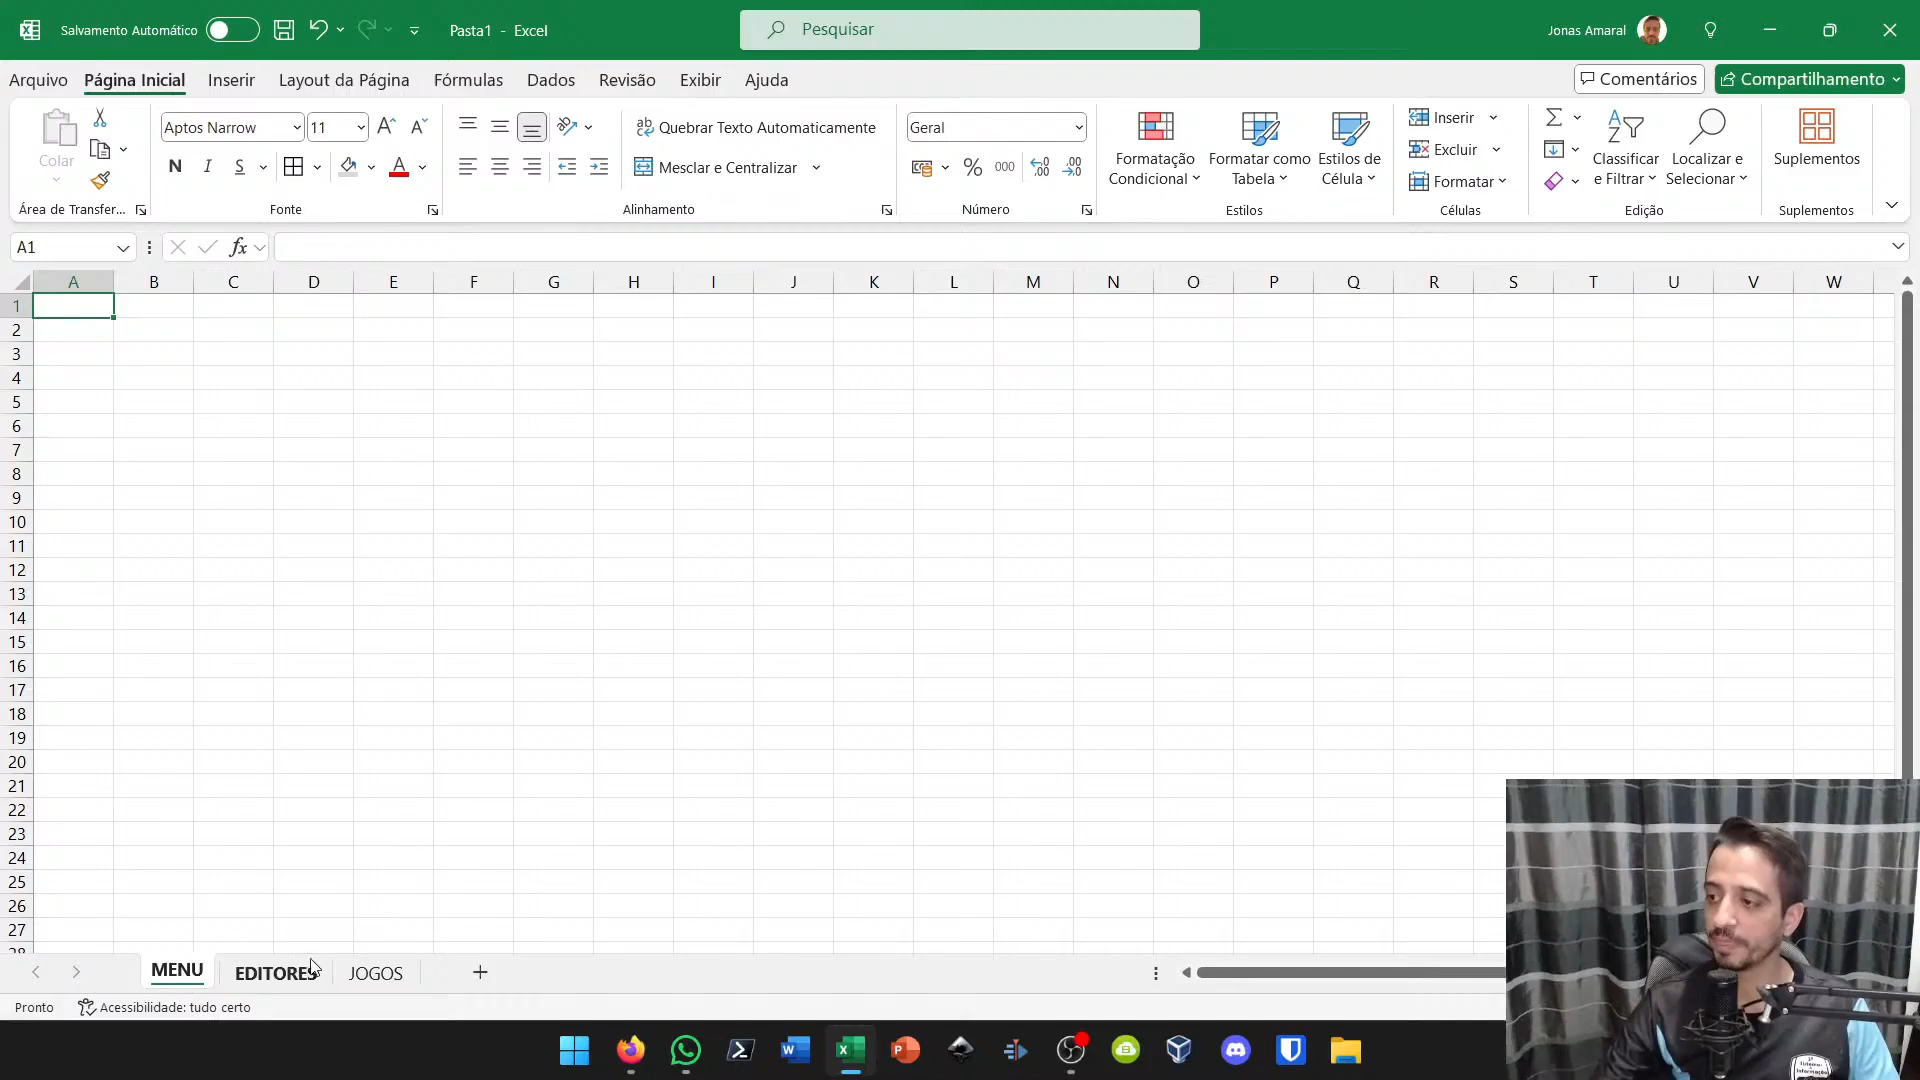 Salvamento Automático
Pasta1 - Excel
Pesquisar
Jonas Amaral
Arquivo
Página Inicial
Inserir
Layout da Página
Fórmulas
Dados
Revisão
Exibir
Ajuda
Comentários
Compartilhamento
Colar
Área de Transfer...
Aptos Narrow
11
N
I
S
Fonte
Quebrar Texto Automaticamente
Mesclar e Centralizar
Alinhamento
Geral
% 000
Número
Formatação Condicional
Formatar como Tabela
Estilos de Célula
Estilos
Inserir
Excluir
Formatar
Células
Classificar e Filtrar
Localizar e Selecionar
Edição
Suplementos
Suplementos
A1
fx
A B C D E F G H I J K L M N O P Q R S T U V W
1
2
3
4
5
6
7
8
9
10
11
12
13
14
15
16
17
18
19
20
21
22
23
24
25
26
27
28
MENU
EDITORES
JOGOS
Pronto
Acessibilidade: tudo certo